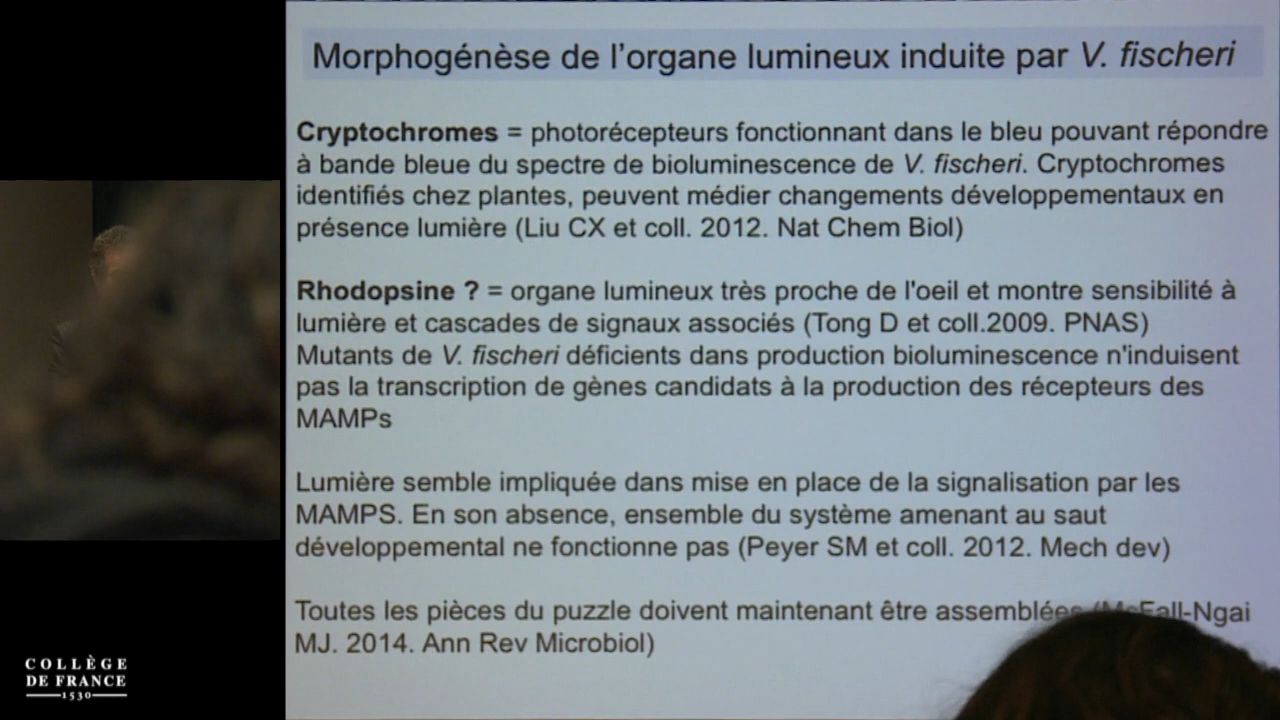 Morphogénèse de l'organe lumineux induite par V. fischeri
Cryptochromes = photorécepteurs fonctionnant dans le bleu pouvant répondre
à bande bleue du spectre de bioluminescence de V. fischeri. Cryptochromes
identifiés chez plantes, peuvent médier changements développementaux en
présence lumière (Liu CX et coll. 2012. Nat Chem Biol)
Rhodopsine ? = organe lumineux très proche de l'oeil et montre sensibilité à
lumière et cascades de signaux associés (Tong D et coll.2009. PNAS)
Mutants de V. fischeri déficients dans production bioluminescence n'induisent
pas la transcription de gènes candidats à la production des récepteurs des
MAMPs
Lumière semble impliquée dans mise en place de la signalisation par les
MAMPS. En son absence, ensemble du système amenant au saut
développemental ne fonctionne pas (Peyer SM et coll. 2012. Mech dev)
Toutes les pièces du puzzle doivent maintenant être assemblées (McFall-Ngai
MJ. 2014. Ann Rev Microbiol)
COLLÈGE
DE FRANCE
1530